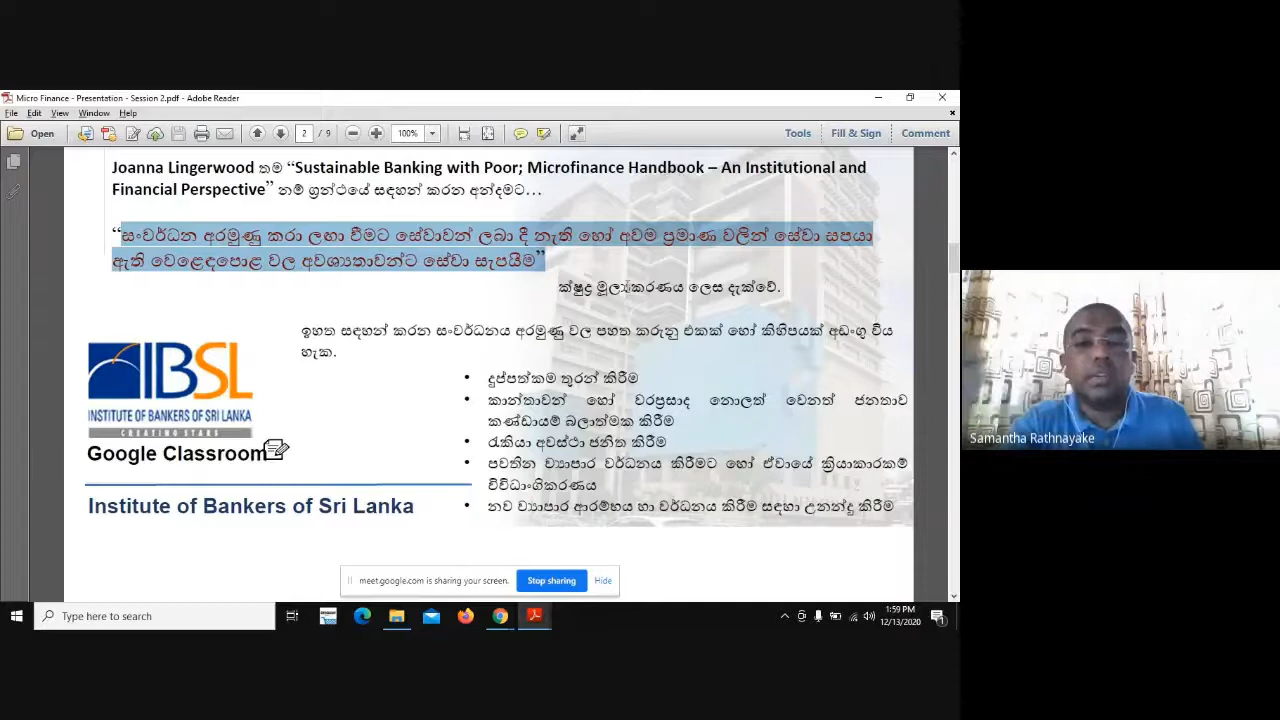 Micro Finance - Presentation - Session 2.pdf - Adobe Reader
File Edit View Window Help
Open 2 / 9 100% Tools Fill & Sign Comment
Joanna Lingerwood තම “Sustainable Banking with Poor; Microfinance Handbook – An Institutional and
Financial Perspective” නම් ග්‍රන්ථයේ සඳහන් කරන අන්දමට…
“සංවර්ධන අරමුණු කරා ලඟා වීමට සේවාවන් ලබා දී නැති හෝ අවම ප්‍රමාණ වලින් සේවා සපයා
ඇති වෙළෙඳපොළ වල අවශ්‍යතාවන්ට සේවා සැපයීම”
ක්ෂුද්‍ර මූල්‍යකරණය ලෙස දැක්වේ.
ඉහත සඳහන් කරන සංවර්ධනය අරමුණු වල පහත කරුනු එකක් හෝ කිහිපයක් අඩංගු විය
හැක.
• දුප්පත්කම තුරන් කිරීම
• කාන්තාවන් හෝ වරප්‍රසාද නොලත් වෙනත් ජනතාව
කණ්ඩායම් බලාත්මක කිරීම
• රැකියා අවස්ථා ජනිත කිරීම
• පවතින ව්‍යාපාර වර්ධනය කිරීමට හෝ ඒවායේ ක්‍රියාකාරකම්
විවිධාංගිකරණය
• නව ව්‍යාපාර ආරම්භය හා වර්ධනය කිරීම සඳහා උනන්දු කිරීම
IBSL
INSTITUTE OF BANKERS OF SRI LANKA
CREATING STARS
Google Classroom
Institute of Bankers of Sri Lanka
meet.google.com is sharing your screen. Stop sharing Hide
Type here to search
1:59 PM
12/13/2020
1
Samantha Rathnayake